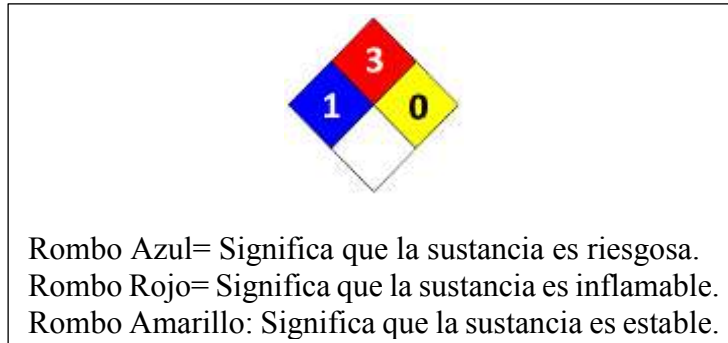 3
1 0
Rombo Azul= Significa que la sustancia es riesgosa.
Rombo Rojo= Significa que la sustancia es inflamable.
Rombo Amarillo: Significa que la sustancia es estable.